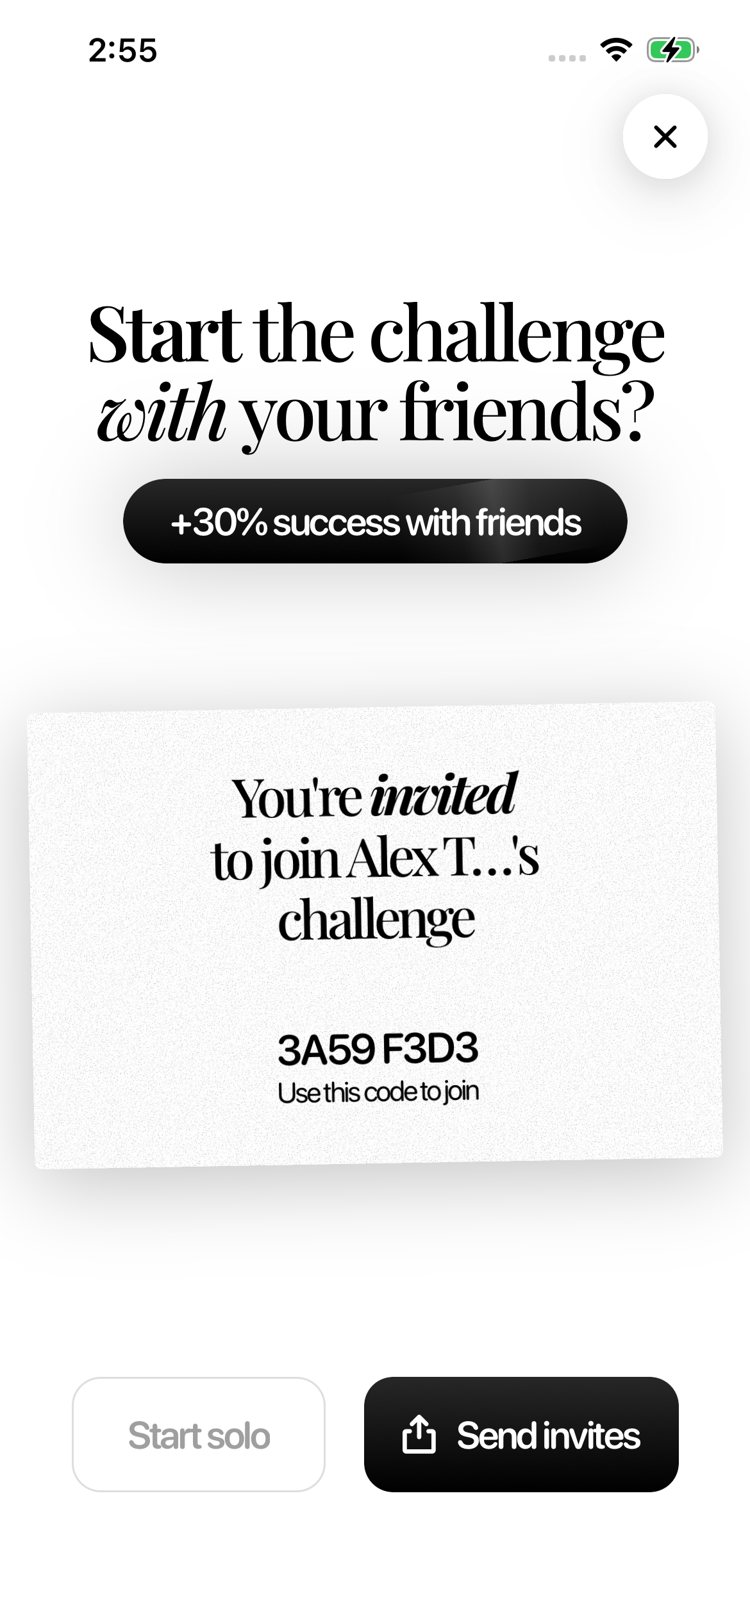 2:55
Start the challenge
with your friends?
+30% success with friends
You're invited
to join Alex T...'s
challenge
3A59 F3D3
Use this code to join
Start solo
Send invites